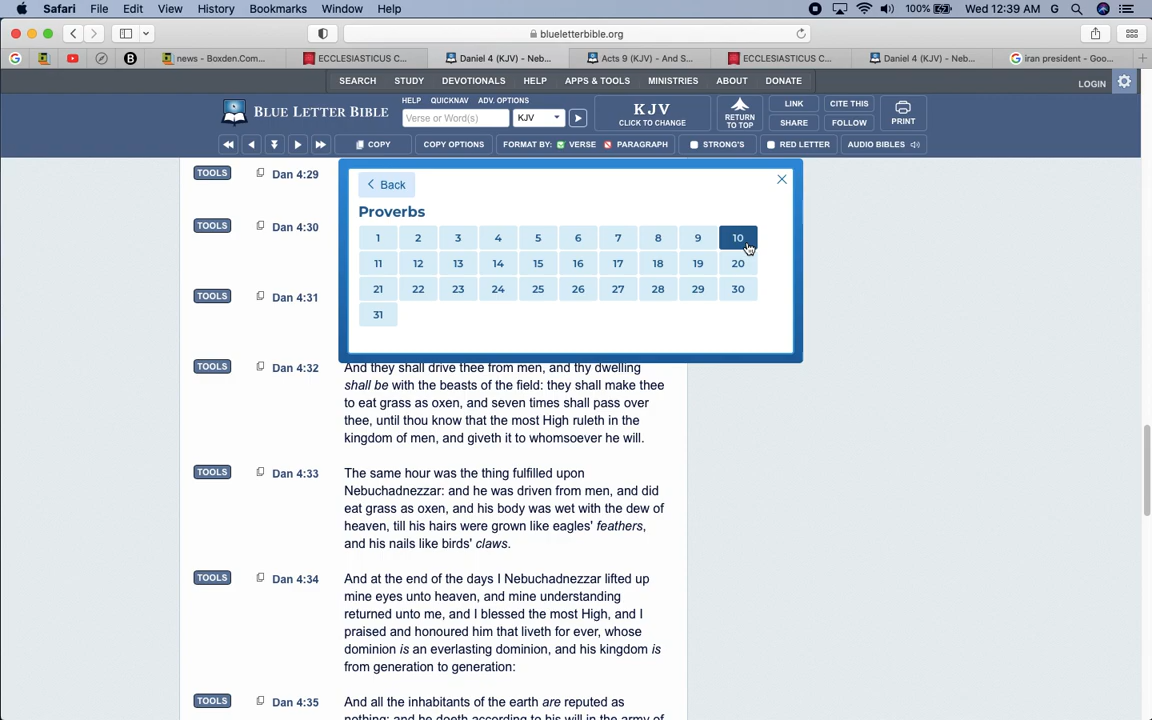 Safari File Edit View History Bookmarks Window Help 100% Wed 12:39 AM G
blueletterbible.org
news - Boxden.Com... ECCLESIASTICUS C... Daniel 4 (KJV) - Neb... Acts 9 (KJV) - And S... ECCLESIASTICUS C... Daniel 4 (KJV) - Neb... iran president - Goo...
SEARCH STUDY DEVOTIONALS HELP APPS & TOOLS MINISTRIES ABOUT DONATE LOGIN
BLUE LETTER BIBLE
HELP QUICKNAV ADV. OPTIONS
Verse or Word(s) KJV
KJV
CLICK TO CHANGE
RETURN
TO TOP
LINK CITE THIS
SHARE FOLLOW
PRINT
COPY COPY OPTIONS FORMAT BY: VERSE PARAGRAPH STRONG'S RED LETTER AUDIO BIBLES
TOOLS Dan 4:29
TOOLS Dan 4:30
TOOLS Dan 4:31
Back
Proverbs
1 2 3 4 5 6 7 8 9 10
11 12 13 14 15 16 17 18 19 20
21 22 23 24 25 26 27 28 29 30
31
TOOLS Dan 4:32 And they shall drive thee from men, and thy dwelling
shall be with the beasts of the field: they shall make thee
to eat grass as oxen, and seven times shall pass over
thee, until thou know that the most High ruleth in the
kingdom of men, and giveth it to whomsoever he will.
TOOLS Dan 4:33 The same hour was the thing fulfilled upon
Nebuchadnezzar: and he was driven from men, and did
eat grass as oxen, and his body was wet with the dew of
heaven, till his hairs were grown like eagles' feathers,
and his nails like birds' claws.
TOOLS Dan 4:34 And at the end of the days I Nebuchadnezzar lifted up
mine eyes unto heaven, and mine understanding
returned unto me, and I blessed the most High, and I
praised and honoured him that liveth for ever, whose
dominion is an everlasting dominion, and his kingdom is
from generation to generation:
TOOLS Dan 4:35 And all the inhabitants of the earth are reputed as
nothing: and he doeth according to his will in the army of